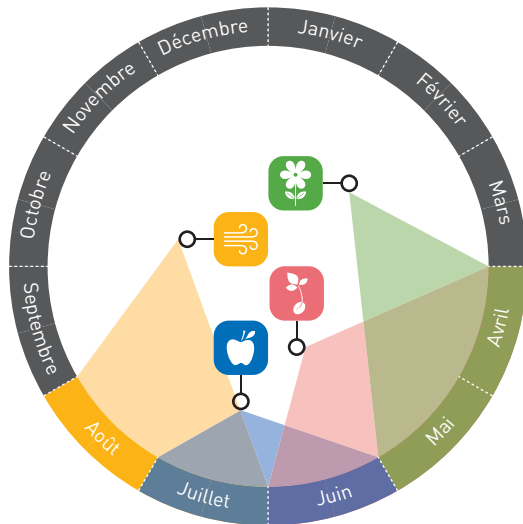 Janvier
Février
Mars
Avril
Mai
Juin
Juillet
Août
Septembre
Octobre
Novembre
Décembre